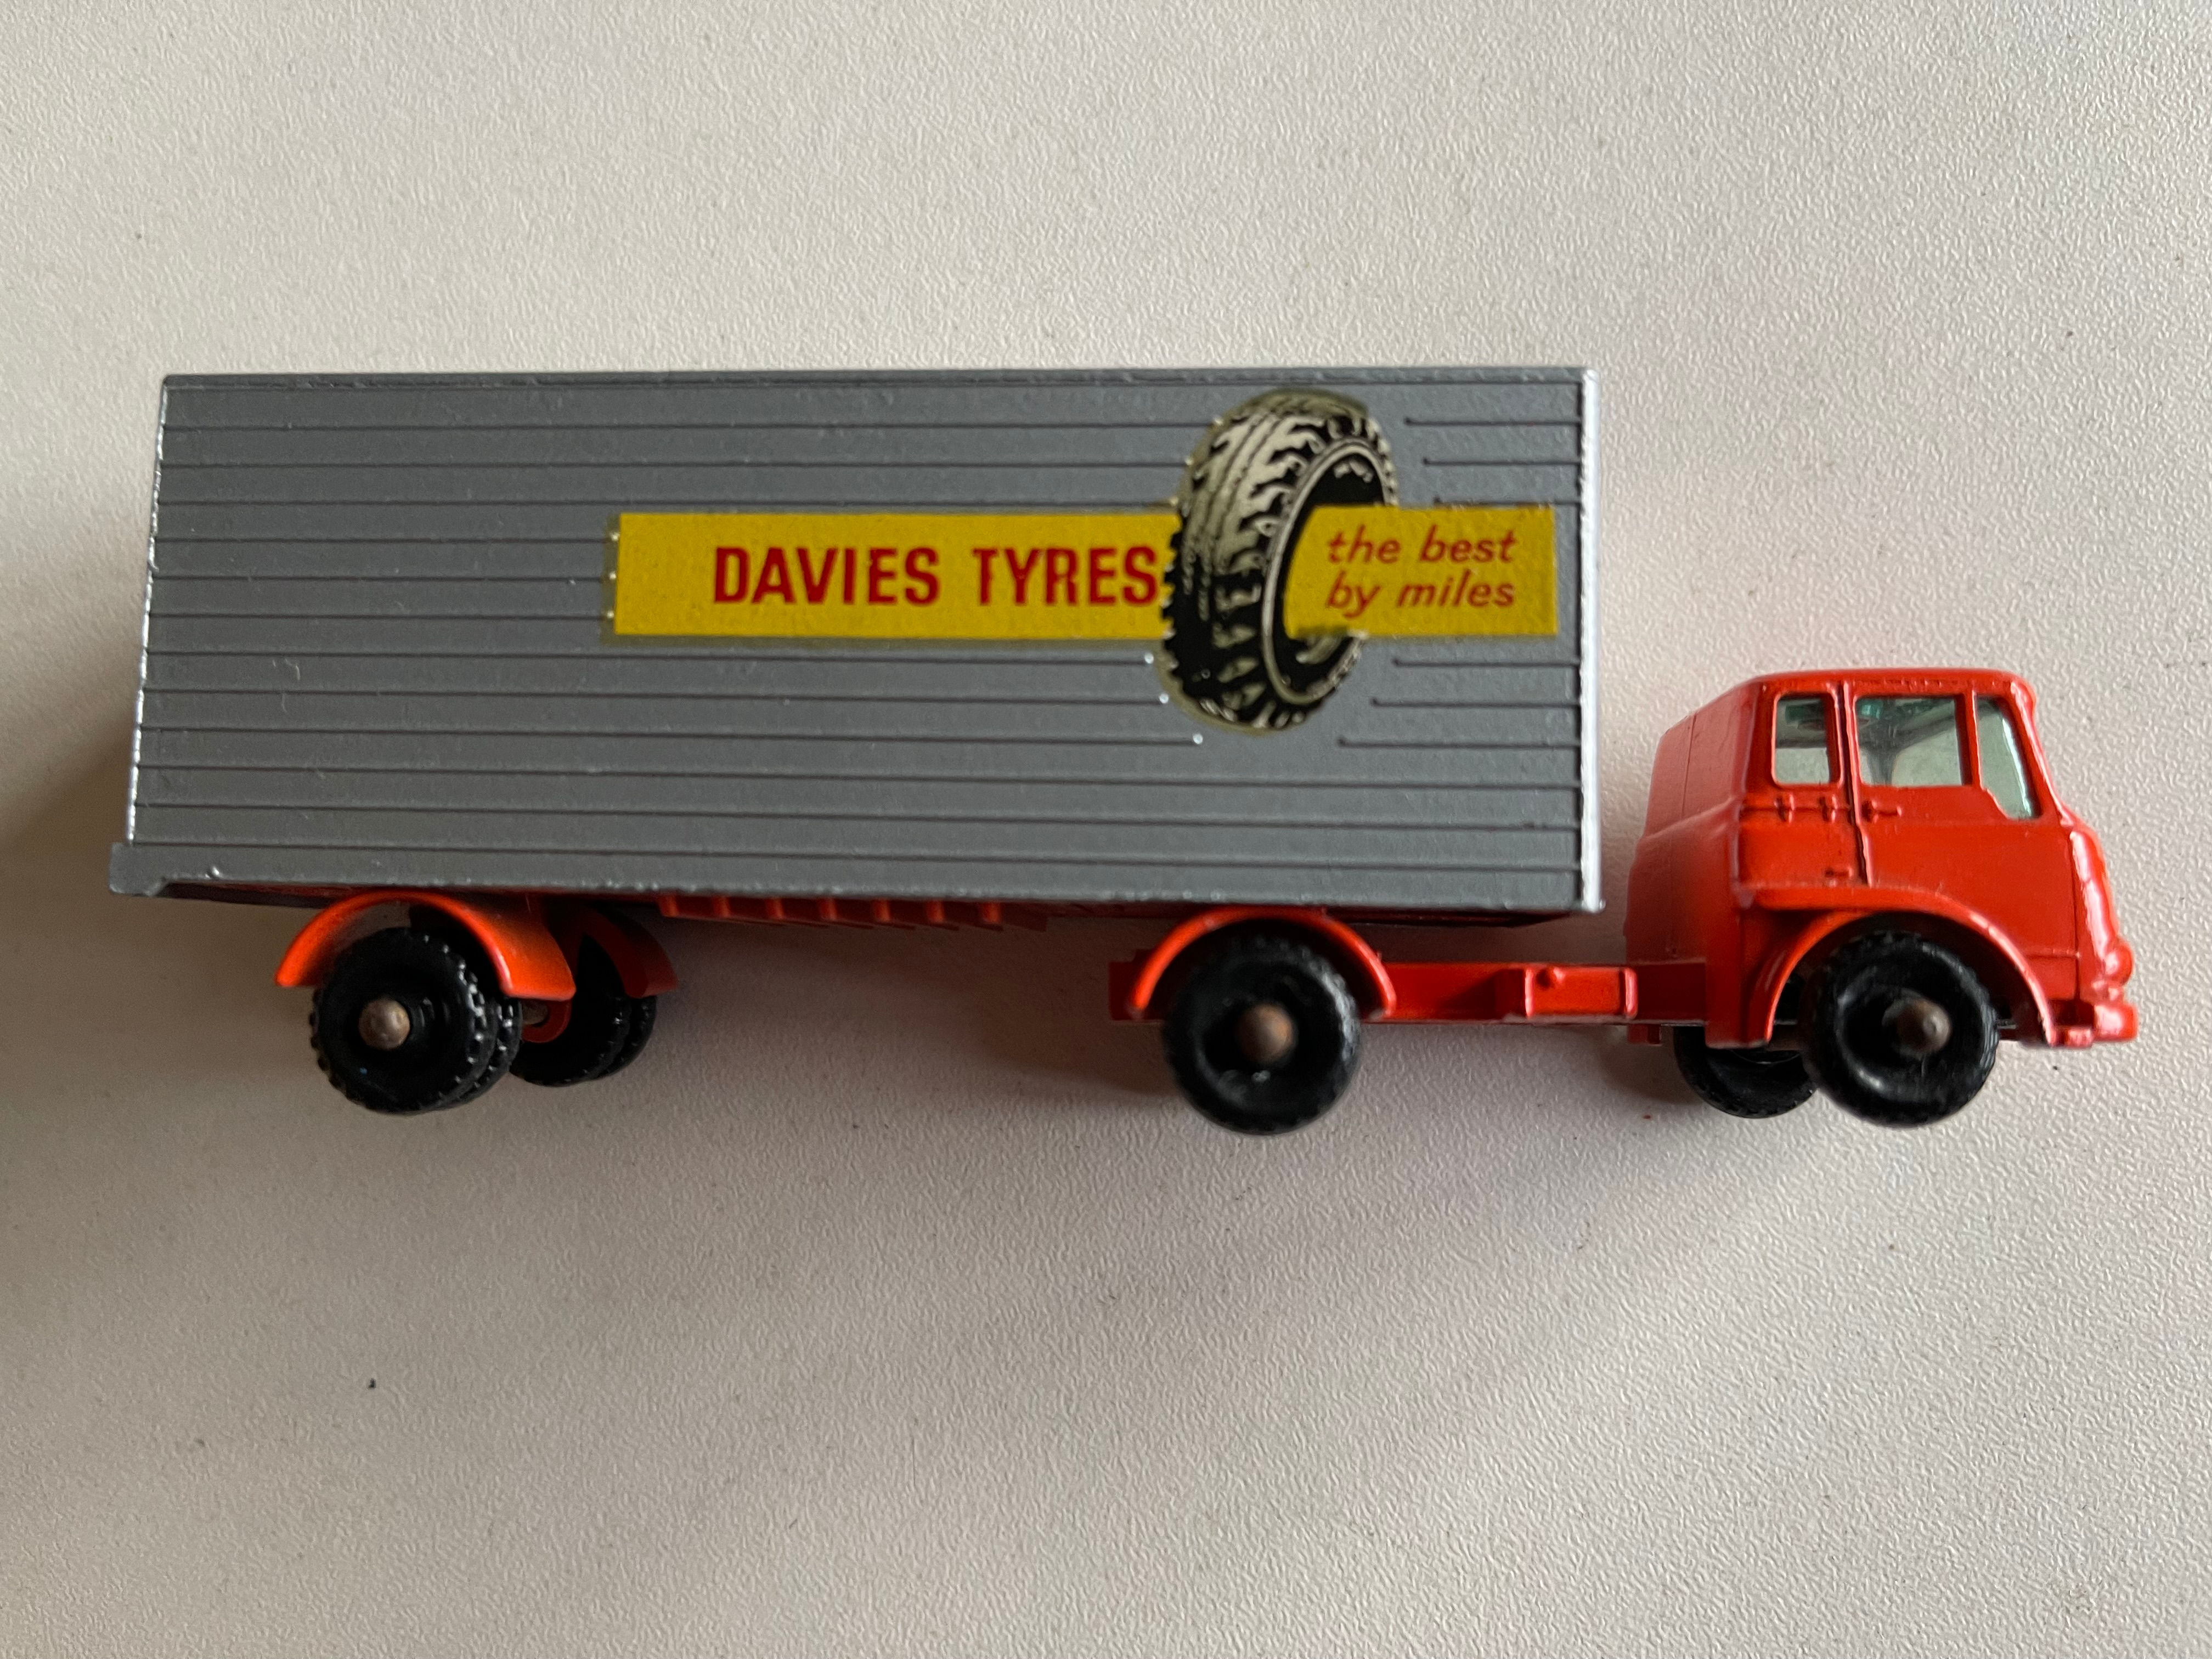 DAVIES TYRES
the best
by miles